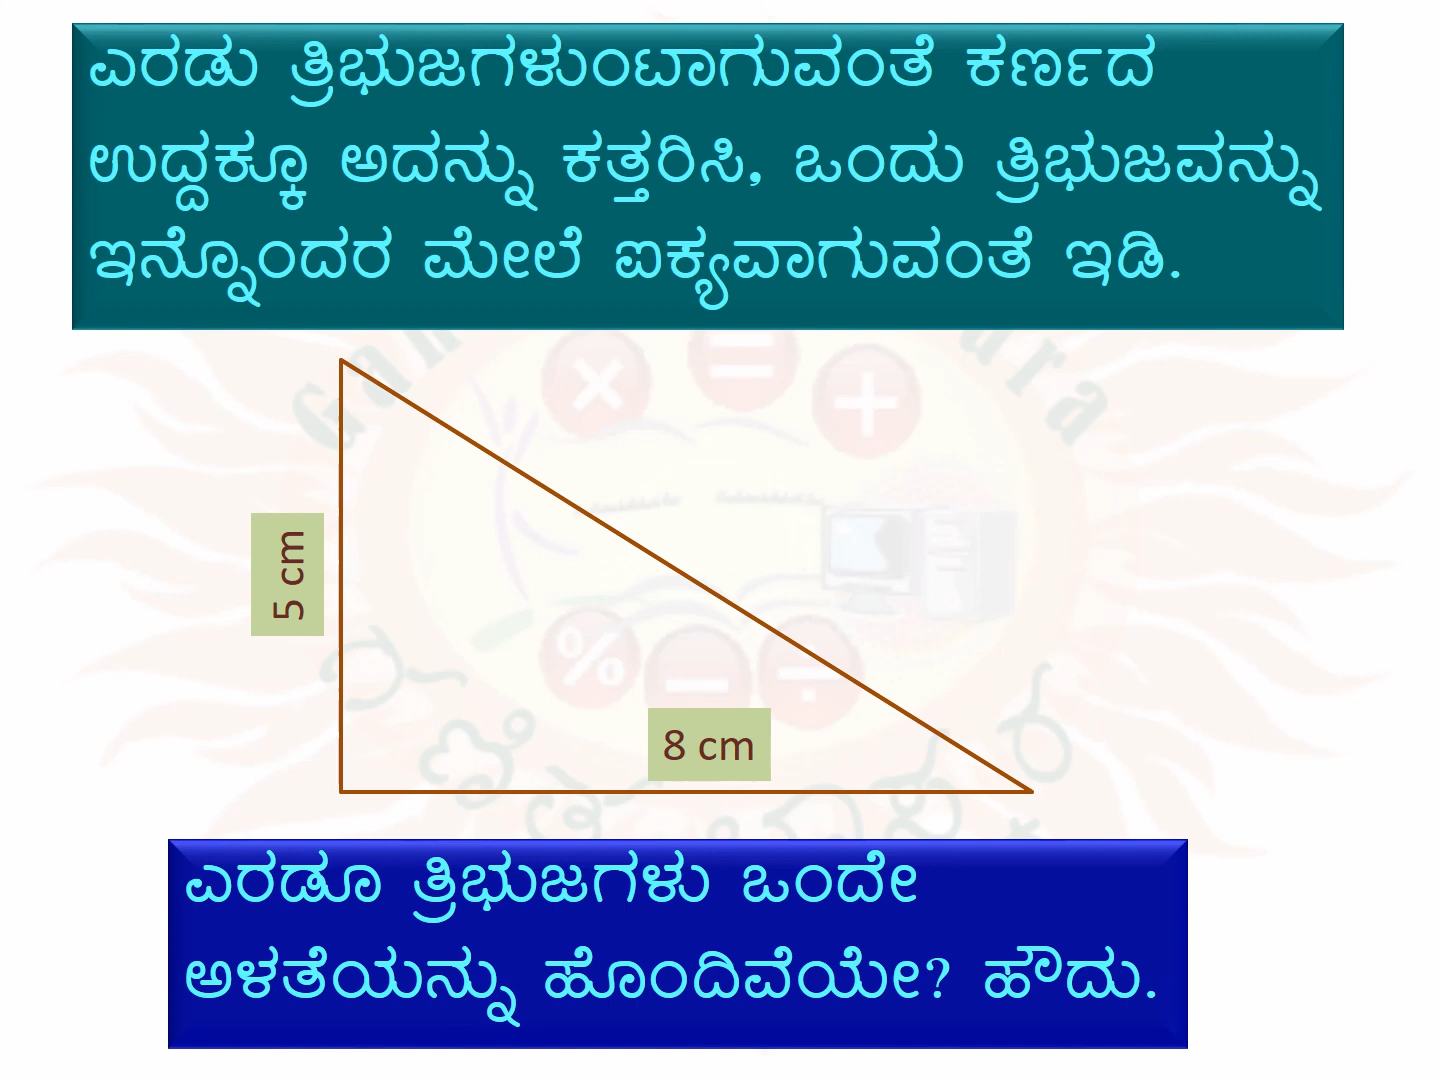 ಎರಡು ತ್ರಿಭುಜಗಳುಂಟಾಗುವಂತೆ ಕರ್ಣದ
ಉದ್ದಕ್ಕೂ ಅದನ್ನು ಕತ್ತರಿಸಿ, ಒಂದು ತ್ರಿಭುಜವನ್ನು
ಇನ್ನೊಂದರ ಮೇಲೆ ಐಕ್ಯವಾಗುವಂತೆ ಇಡಿ.
5 cm
8 cm
ಎರಡೂ ತ್ರಿಭುಜಗಳು ಒಂದೇ
ಅಳತೆಯನ್ನು ಹೊಂದಿವೆಯೇ? ಹೌದು.